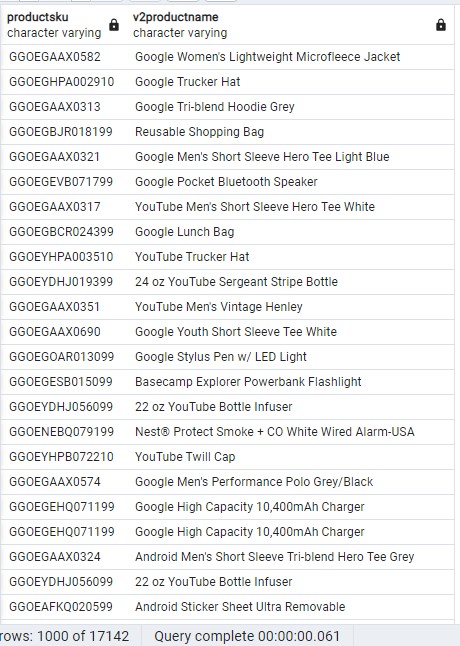 productsku v2productname
character varying character varying
GGOEGAAX0582 Google Women's Lightweight Microfleece Jacket
GGOEGHPA002910 Google Trucker Hat
GGOEGAAX0313 Google Tri-blend Hoodie Grey
GGOEGBJR018199 Reusable Shopping Bag
GGOEGAAX0321 Google Men's Short Sleeve Hero Tee Light Blue
GGOEGEVB071799 Google Pocket Bluetooth Speaker
GGOEGAAX0317 YouTube Men's Short Sleeve Hero Tee White
GGOEGBCR024399 Google Lunch Bag
GGOEYHPA003510 YouTube Trucker Hat
GGOEYDHJ019399 24 oz YouTube Sergeant Stripe Bottle
GGOEGAAX0351 YouTube Men's Vintage Henley
GGOEGAAX0690 Google Youth Short Sleeve Tee White
GGOEGOAR013099 Google Stylus Pen w/ LED Light
GGOEGESB015099 Basecamp Explorer Powerbank Flashlight
GGOEYDHJ056099 22 oz YouTube Bottle Infuser
GGOENEBQ079199 Nest® Protect Smoke + CO White Wired Alarm-USA
GGOEYHPB072210 YouTube Twill Cap
GGOEGAAX0574 Google Men's Performance Polo Grey/Black
GGOEGEHQ071199 Google High Capacity 10,400mAh Charger
GGOEGEHQ071199 Google High Capacity 10,400mAh Charger
GGOEGAAX0324 Android Men's Short Sleeve Tri-blend Hero Tee Grey
GGOEYDHJ056099 22 oz YouTube Bottle Infuser
GGOEAFKQ020599 Android Sticker Sheet Ultra Removable
rows: 1000 of 17142 Query complete 00:00:00.061